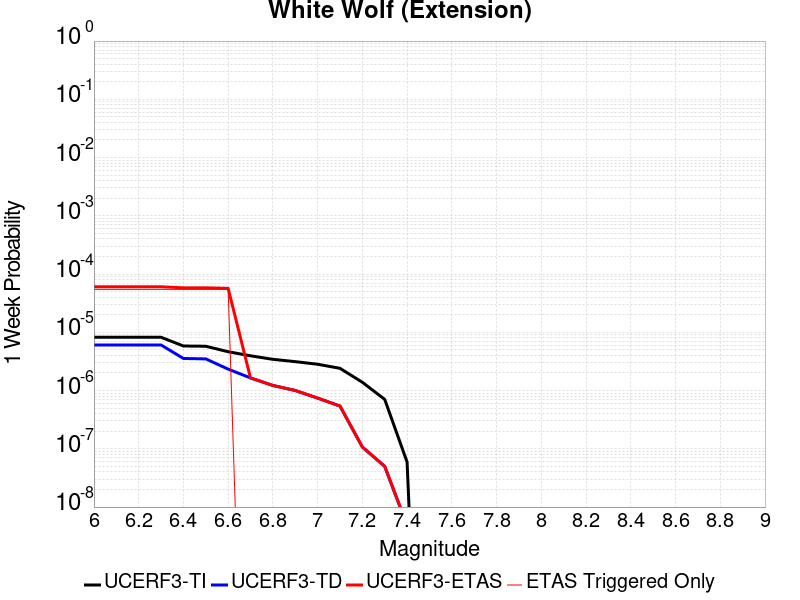 White Wolf (Extension)
10^0
10^-1
10^-2
10^-3
10^-4
10^-5
10^-6
10^-7
10^-8
1 Week Probability
6 6.2 6.4 6.6 6.8 7 7.2 7.4 7.6 7.8 8 8.2 8.4 8.6 8.8 9
Magnitude
UCERF3-TI UCERF3-TD UCERF3-ETAS ETAS Triggered Only